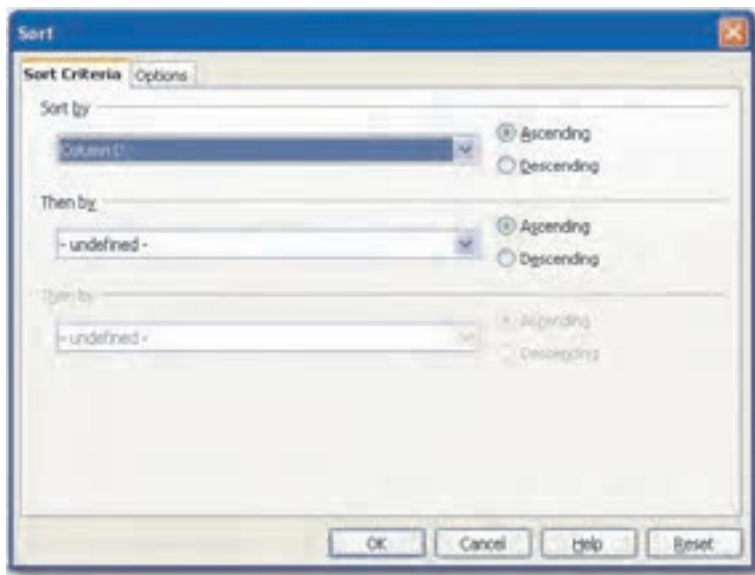 Sort
Sort Criteria Options
Sort by
Ascending
Column
Descending
Then by
Ascending
- undefined -
Descending
Then by
Ascending
- undefined -
Descending
OK Cancel Help Reset